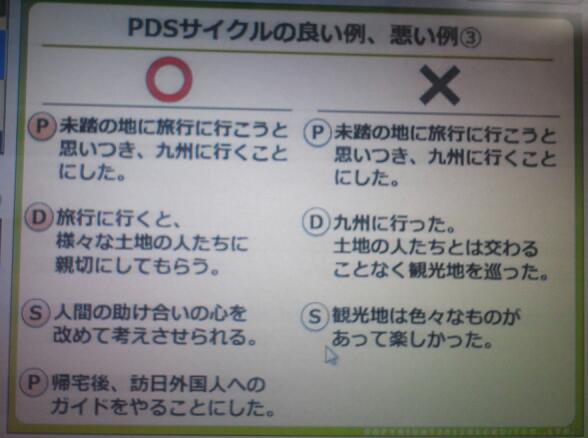 PDSサイクルの良い例、悪い例③
P 未踏の地に旅行に行こうと
思いつき、九州に行くこと
にした。
D 旅行に行くと、
様々な土地の人たちに
親切にしてもらう。
S 人間の助け合いの心を
改めて考えさせられる。
P 帰宅後、訪日外国人への
ガイドをやることにした。
P 未踏の地に旅行に行こうと
思いつき、九州に行くこと
にした。
D 九州に行った。
土地の人たちとは交わる
ことなく観光地を巡った。
S 観光地は色々なものが
あって楽しかった。